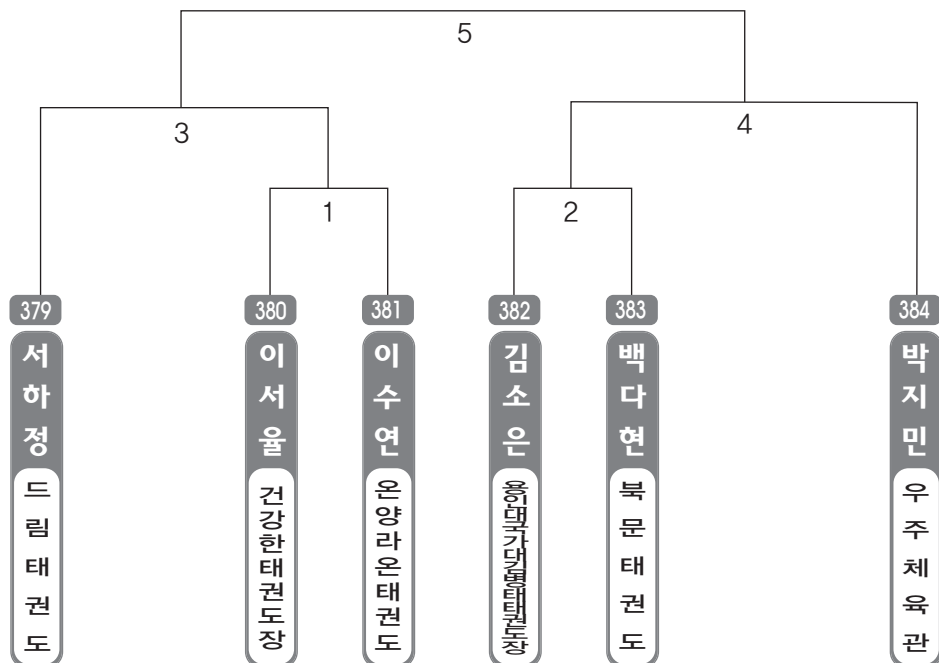 5
3
4
1
2
379
380
381
382
383
384
서하정
이서율
이수연
김소은
백다현
박지민
드림태권도
건강한태권도장
온양라온태권도
북문태권도
우주체육관